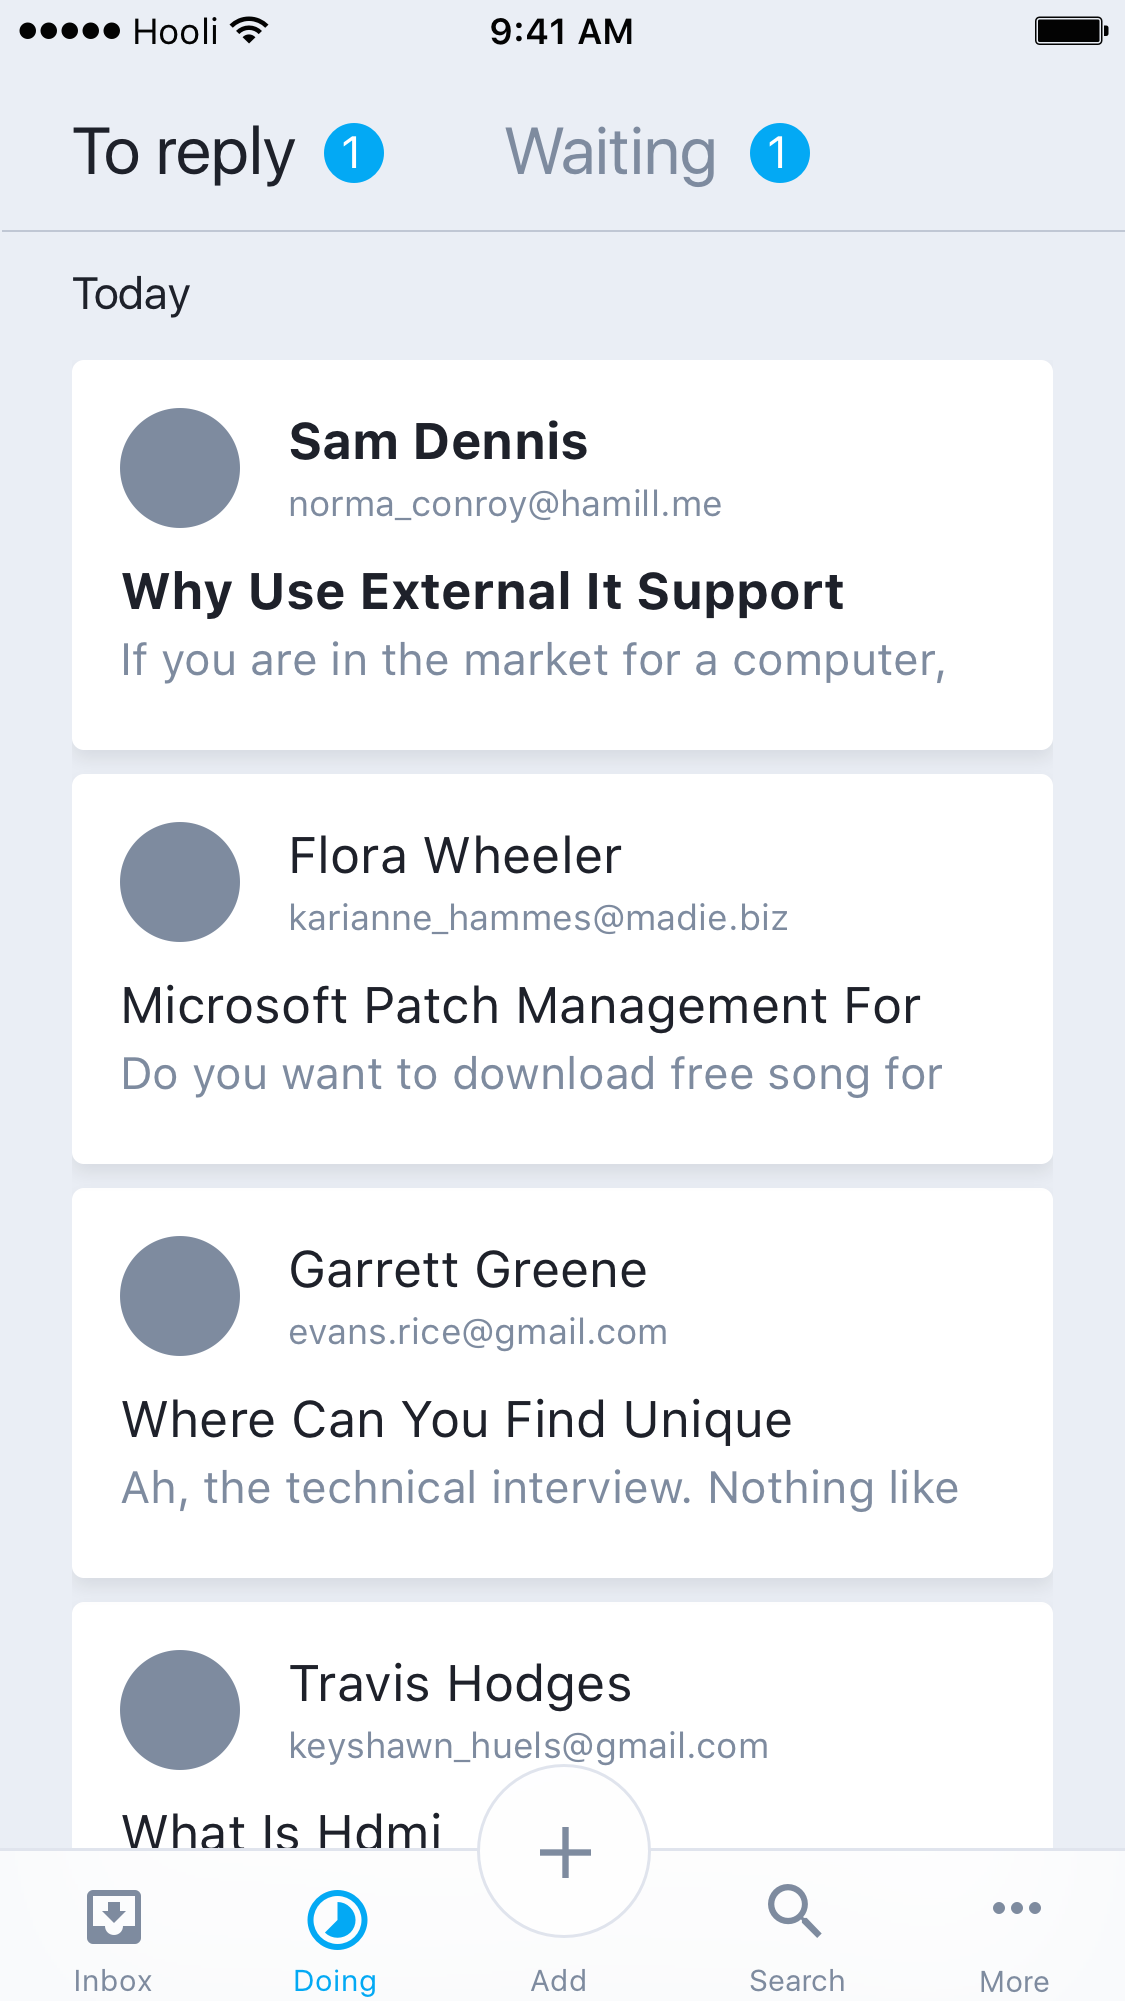 Hooli 9:41 AM
To reply 1 Waiting 1
Today
Sam Dennis
norma_conroy@hamill.me
Why Use External It Support
If you are in the market for a computer,
Flora Wheeler
karianne_hammes@madie.biz
Microsoft Patch Management For
Do you want to download free song for
Garrett Greene
evans.rice@gmail.com
Where Can You Find Unique
Ah, the technical interview. Nothing like
Travis Hodges
keyshawn_huels@gmail.com
What Is Hdmi
Inbox Doing Add Search More